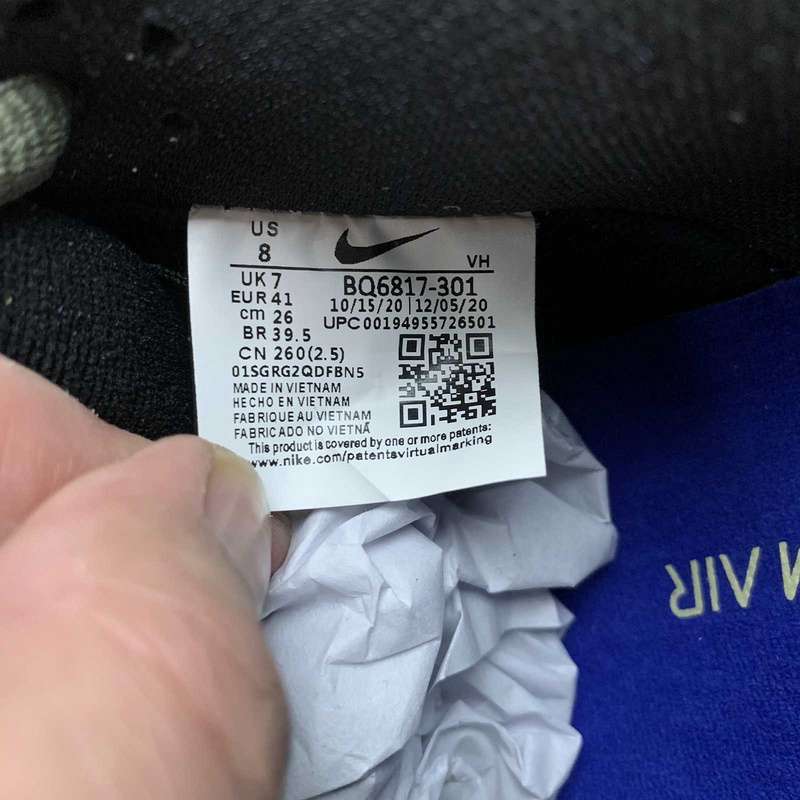 US
8
VH
UK 7
EUR 41
cm 26
BR 39.5
CN 260(2.5)
BQ6817-301
10/15/20 | 12/05/20
UPC00194955726501
01SGRG2QDFBN5
MADE IN VIETNAM
HECHO EN VIETNAM
FABRIQUE AU VIETNAM
FABRICADO NO VIETNÃ
This product is covered by one or more patents:
www.nike.com/patentsvirtualmarking
M AIR